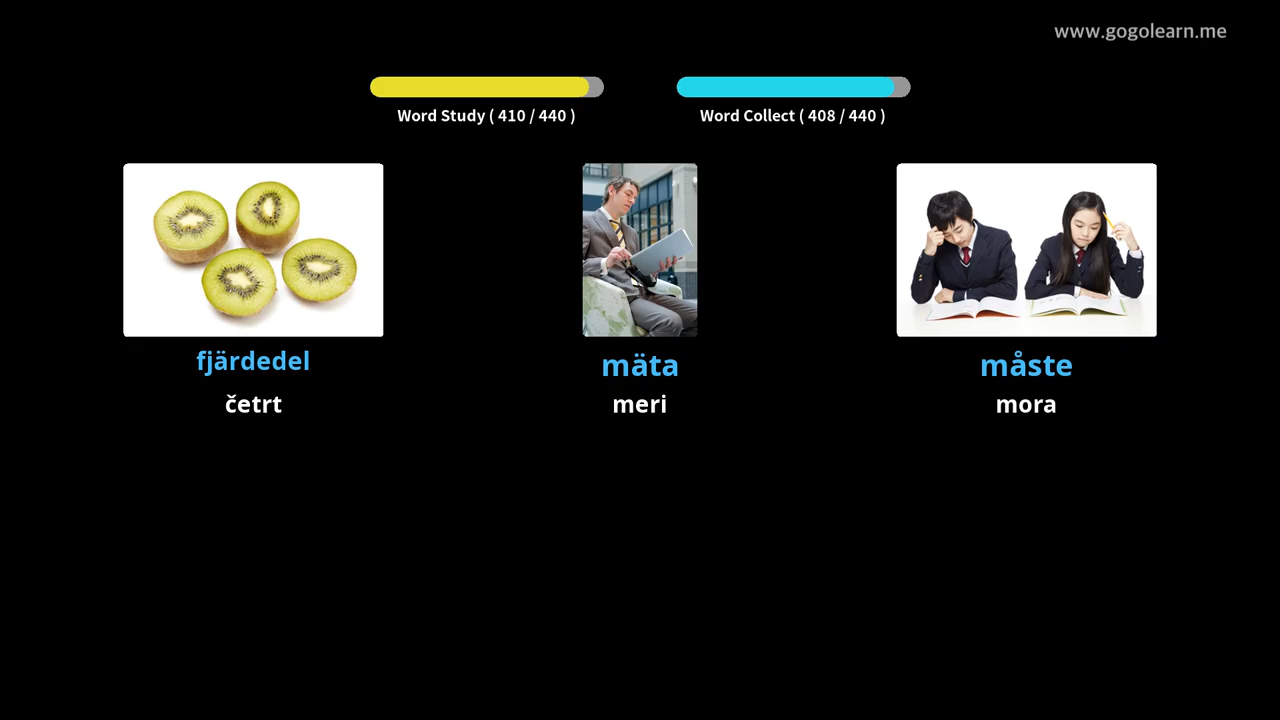 www.gogolearn.me
Word Study ( 410 / 440 )
Word Collect ( 408 / 440 )
fjärdedel
mäta
måste
četrt
meri
mora